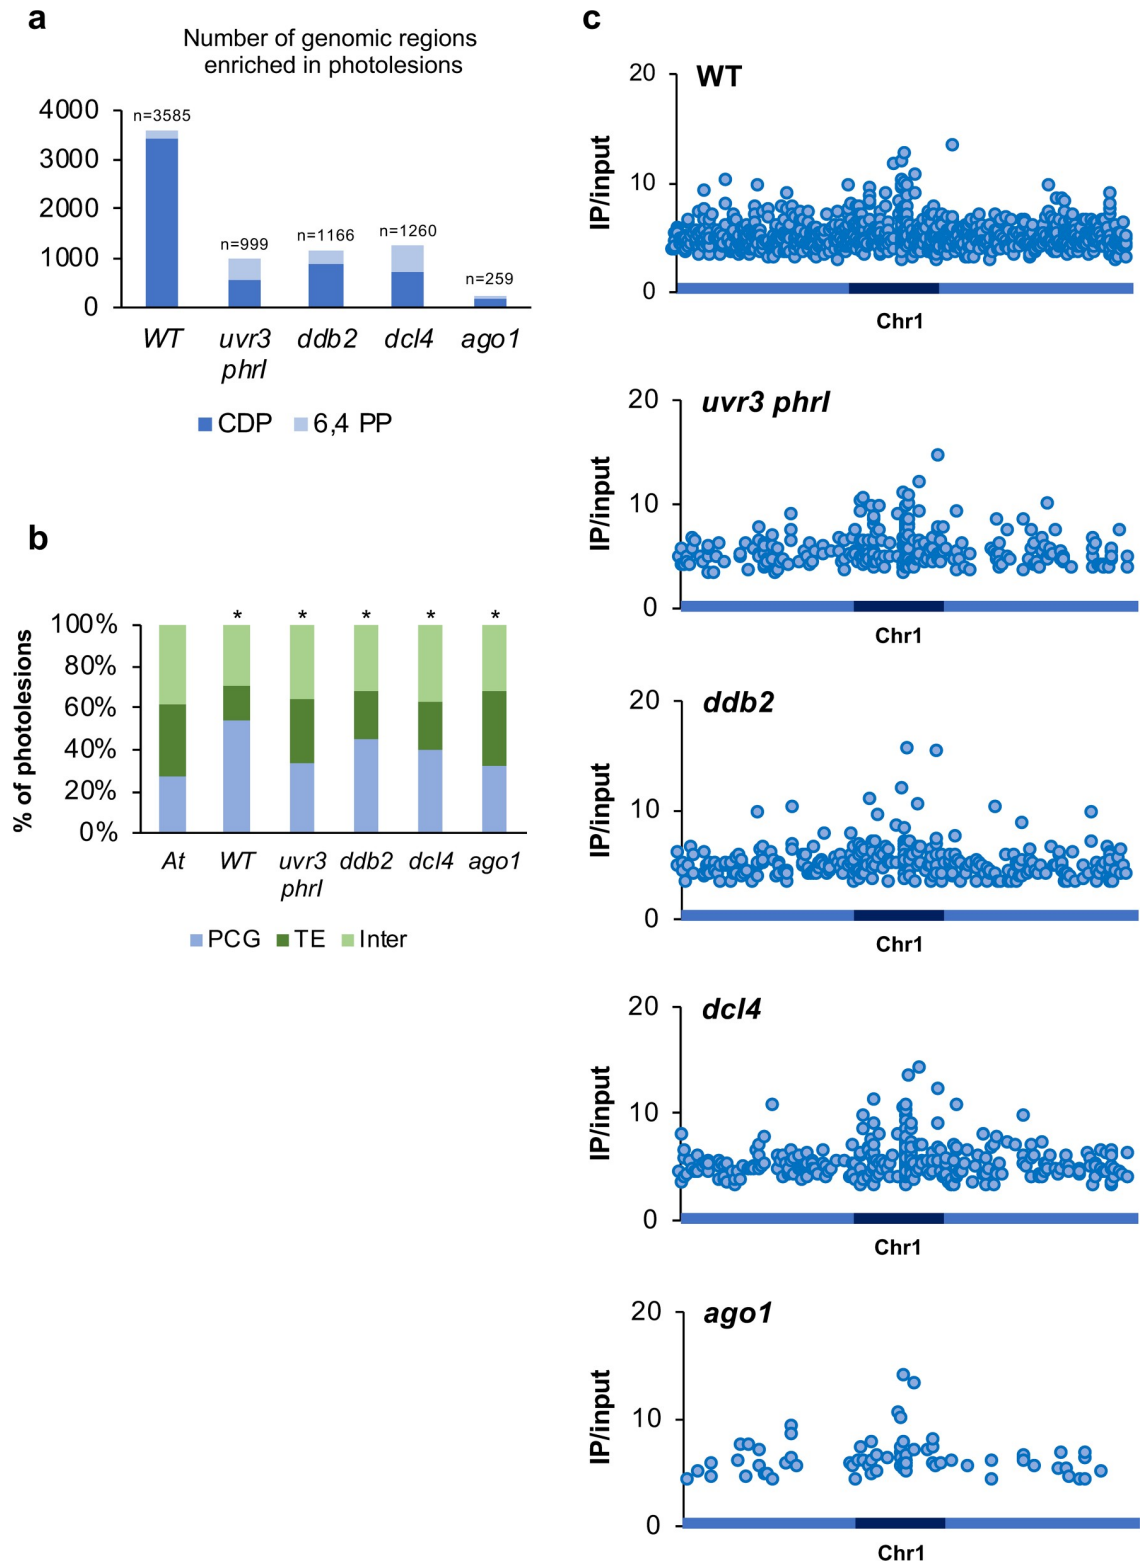 a
Number of genomic regions
enriched in photolesions
4000
3000
2000
1000
0
n=3585
n=999
n=1166
n=1260
n=259
WT
uvr3
phrI
ddb2
dcl4
ago1
CDP
6,4 PP
b
% of photolesions
100%
80%
60%
40%
20%
0%
*
*
*
*
*
At
WT
uvr3
phrI
ddb2
dcl4
ago1
PCG
TE
Inter
c
WT
IP/input
20
10
0
Chr1
uvr3 phrI
IP/input
20
10
0
Chr1
ddb2
IP/input
20
10
0
Chr1
dcl4
IP/input
20
10
0
Chr1
ago1
IP/input
20
10
0
Chr1